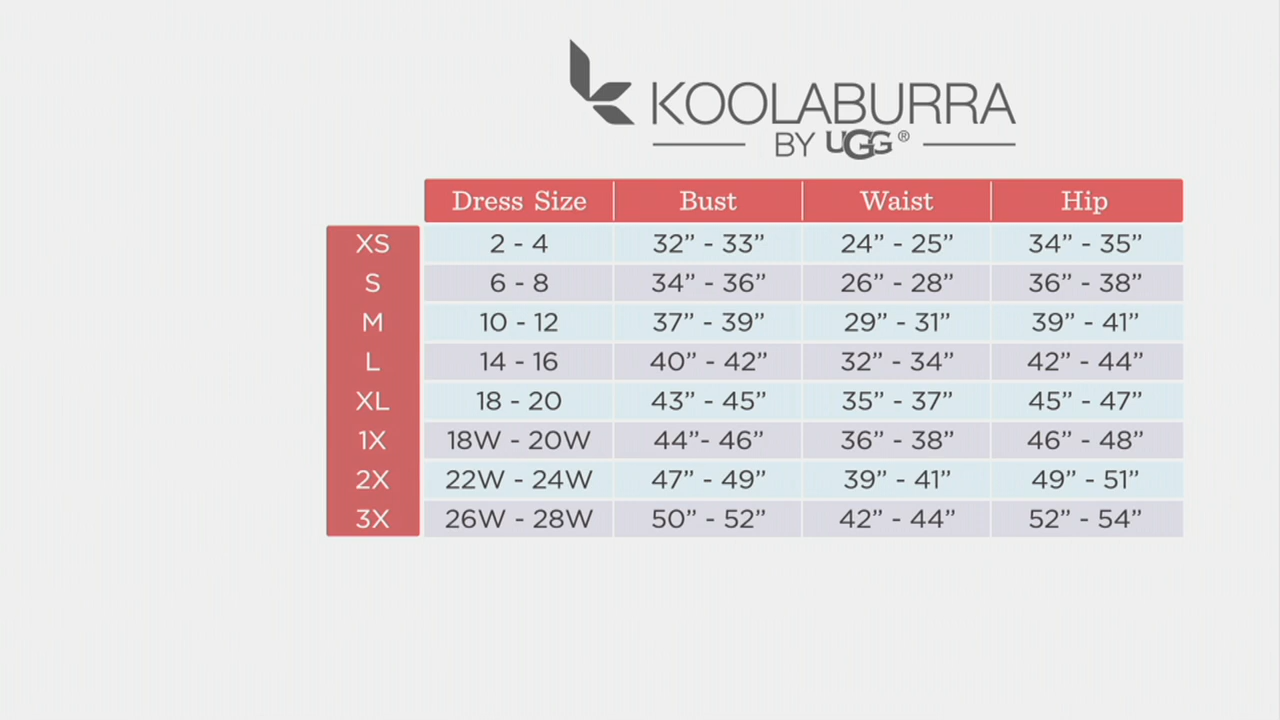 KOOLABURRA
BY UGG®
Dress Size Bust Waist Hip
XS 2 - 4 32” - 33” 24” - 25” 34” - 35”
S 6 - 8 34” - 36” 26” - 28” 36” - 38”
M 10 - 12 37” - 39” 29” - 31” 39” - 41”
L 14 - 16 40” - 42” 32” - 34” 42” - 44”
XL 18 - 20 43” - 45” 35” - 37” 45” - 47”
1X 18W - 20W 44”- 46” 36” - 38” 46” - 48”
2X 22W - 24W 47” - 49” 39” - 41” 49” - 51”
3X 26W - 28W 50” - 52” 42” - 44” 52” - 54”